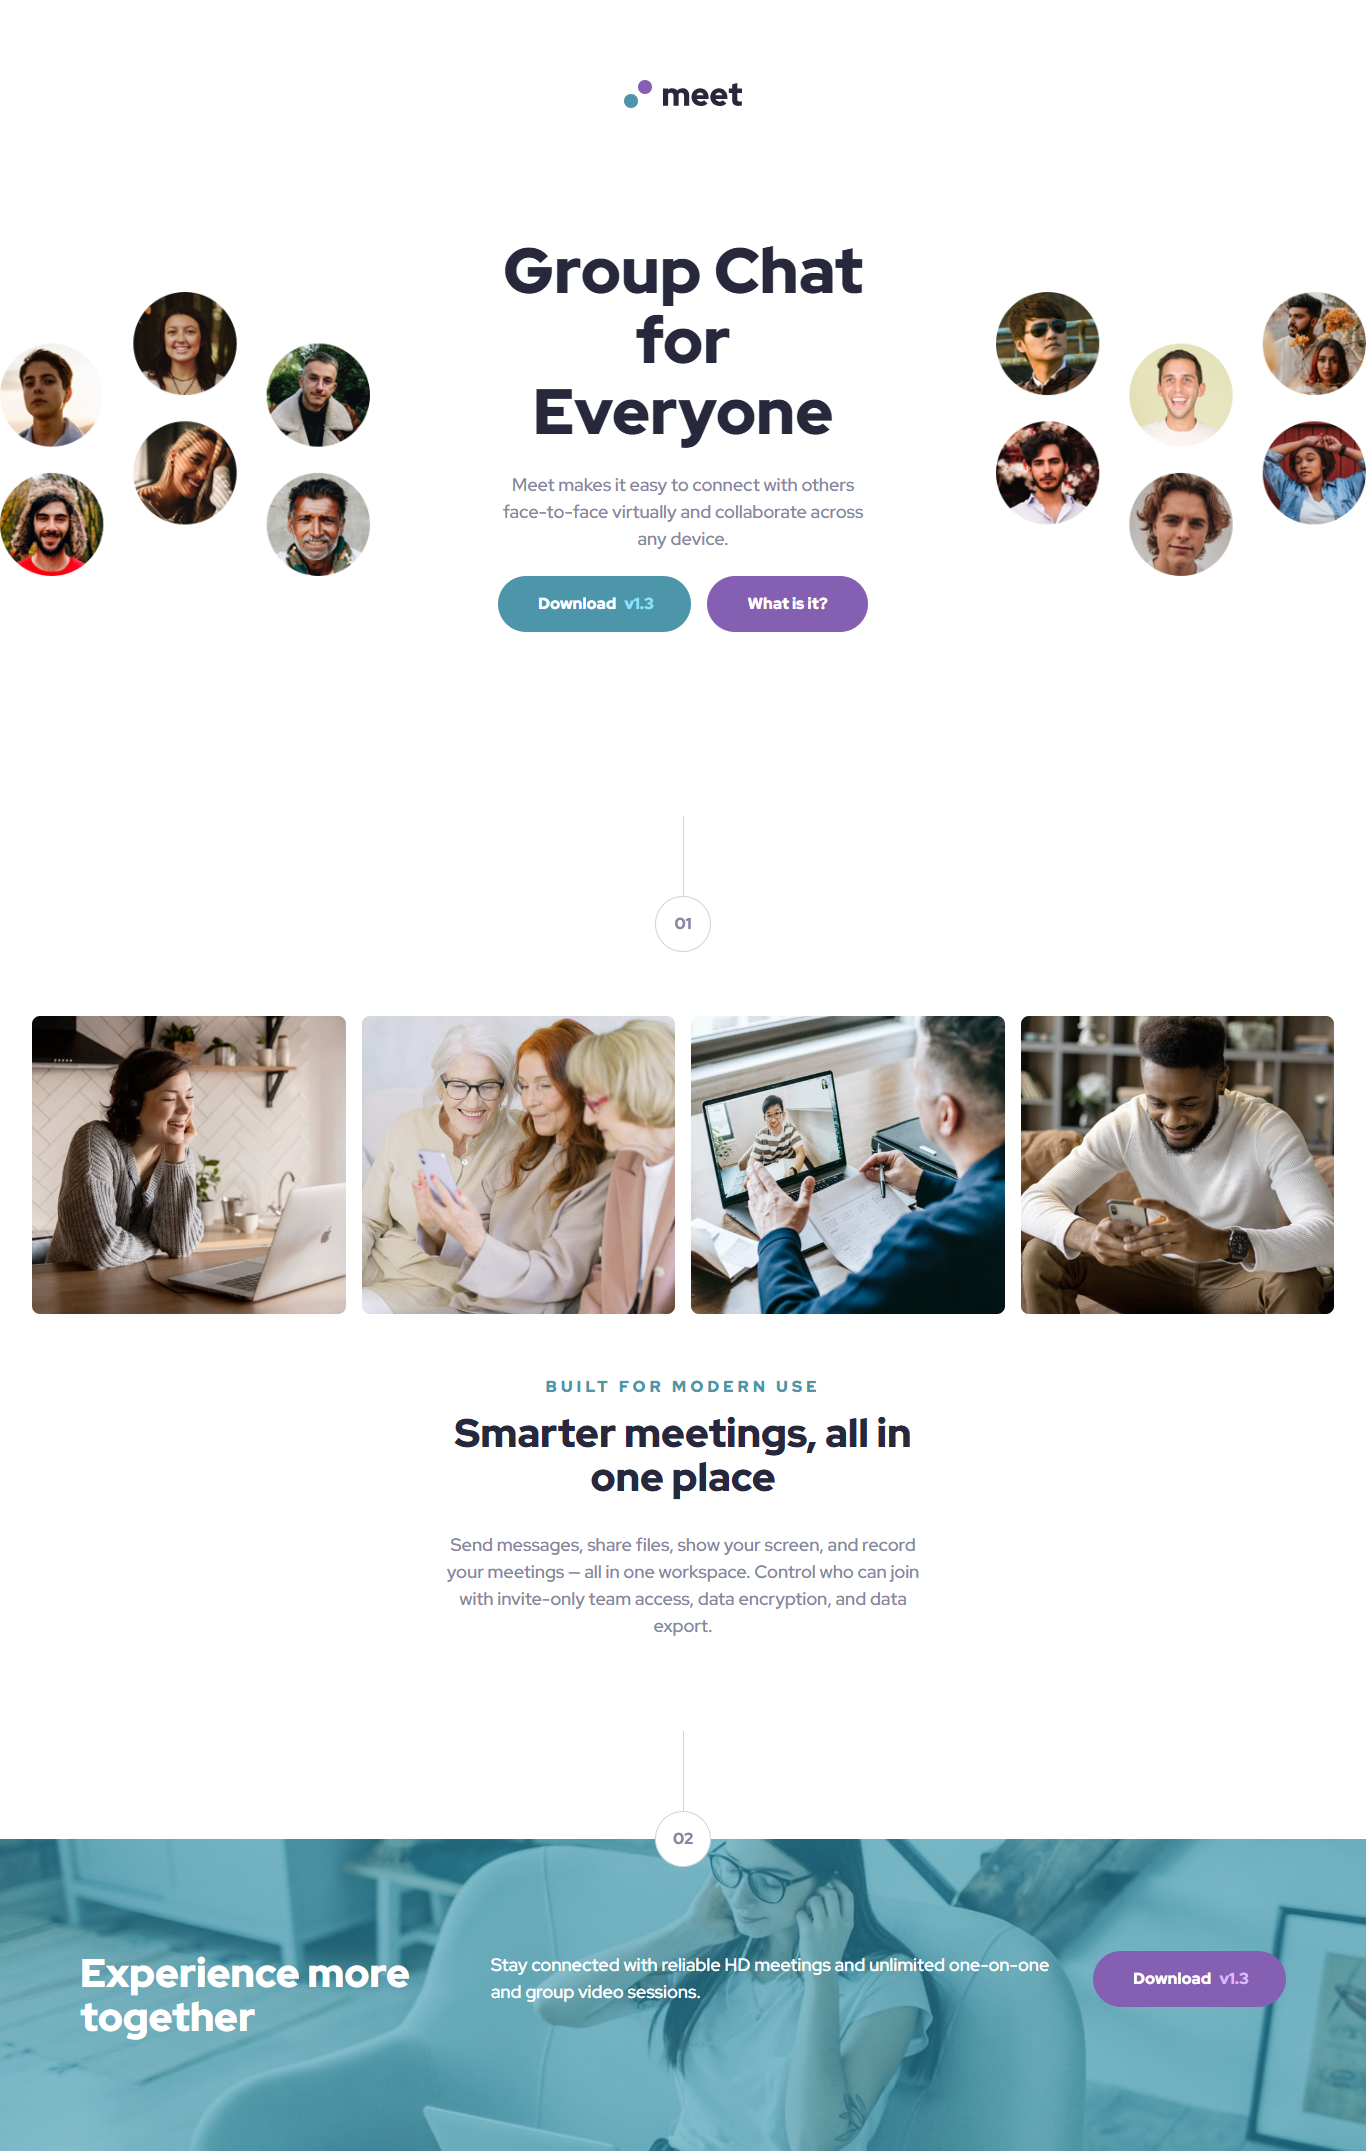 meet
Group Chat
for
Everyone
Meet makes it easy to connect with others
face-to-face virtually and collaborate across
any device.
Download v1.3
What is it?
01
BUILT FOR MODERN USE
Smarter meetings, all in
one place
Send messages, share files, show your screen, and record
your meetings — all in one workspace. Control who can join
with invite-only team access, data encryption, and data
export.
02
Experience more
together
Stay connected with reliable HD meetings and unlimited one-on-one
and group video sessions.
Download v1.3